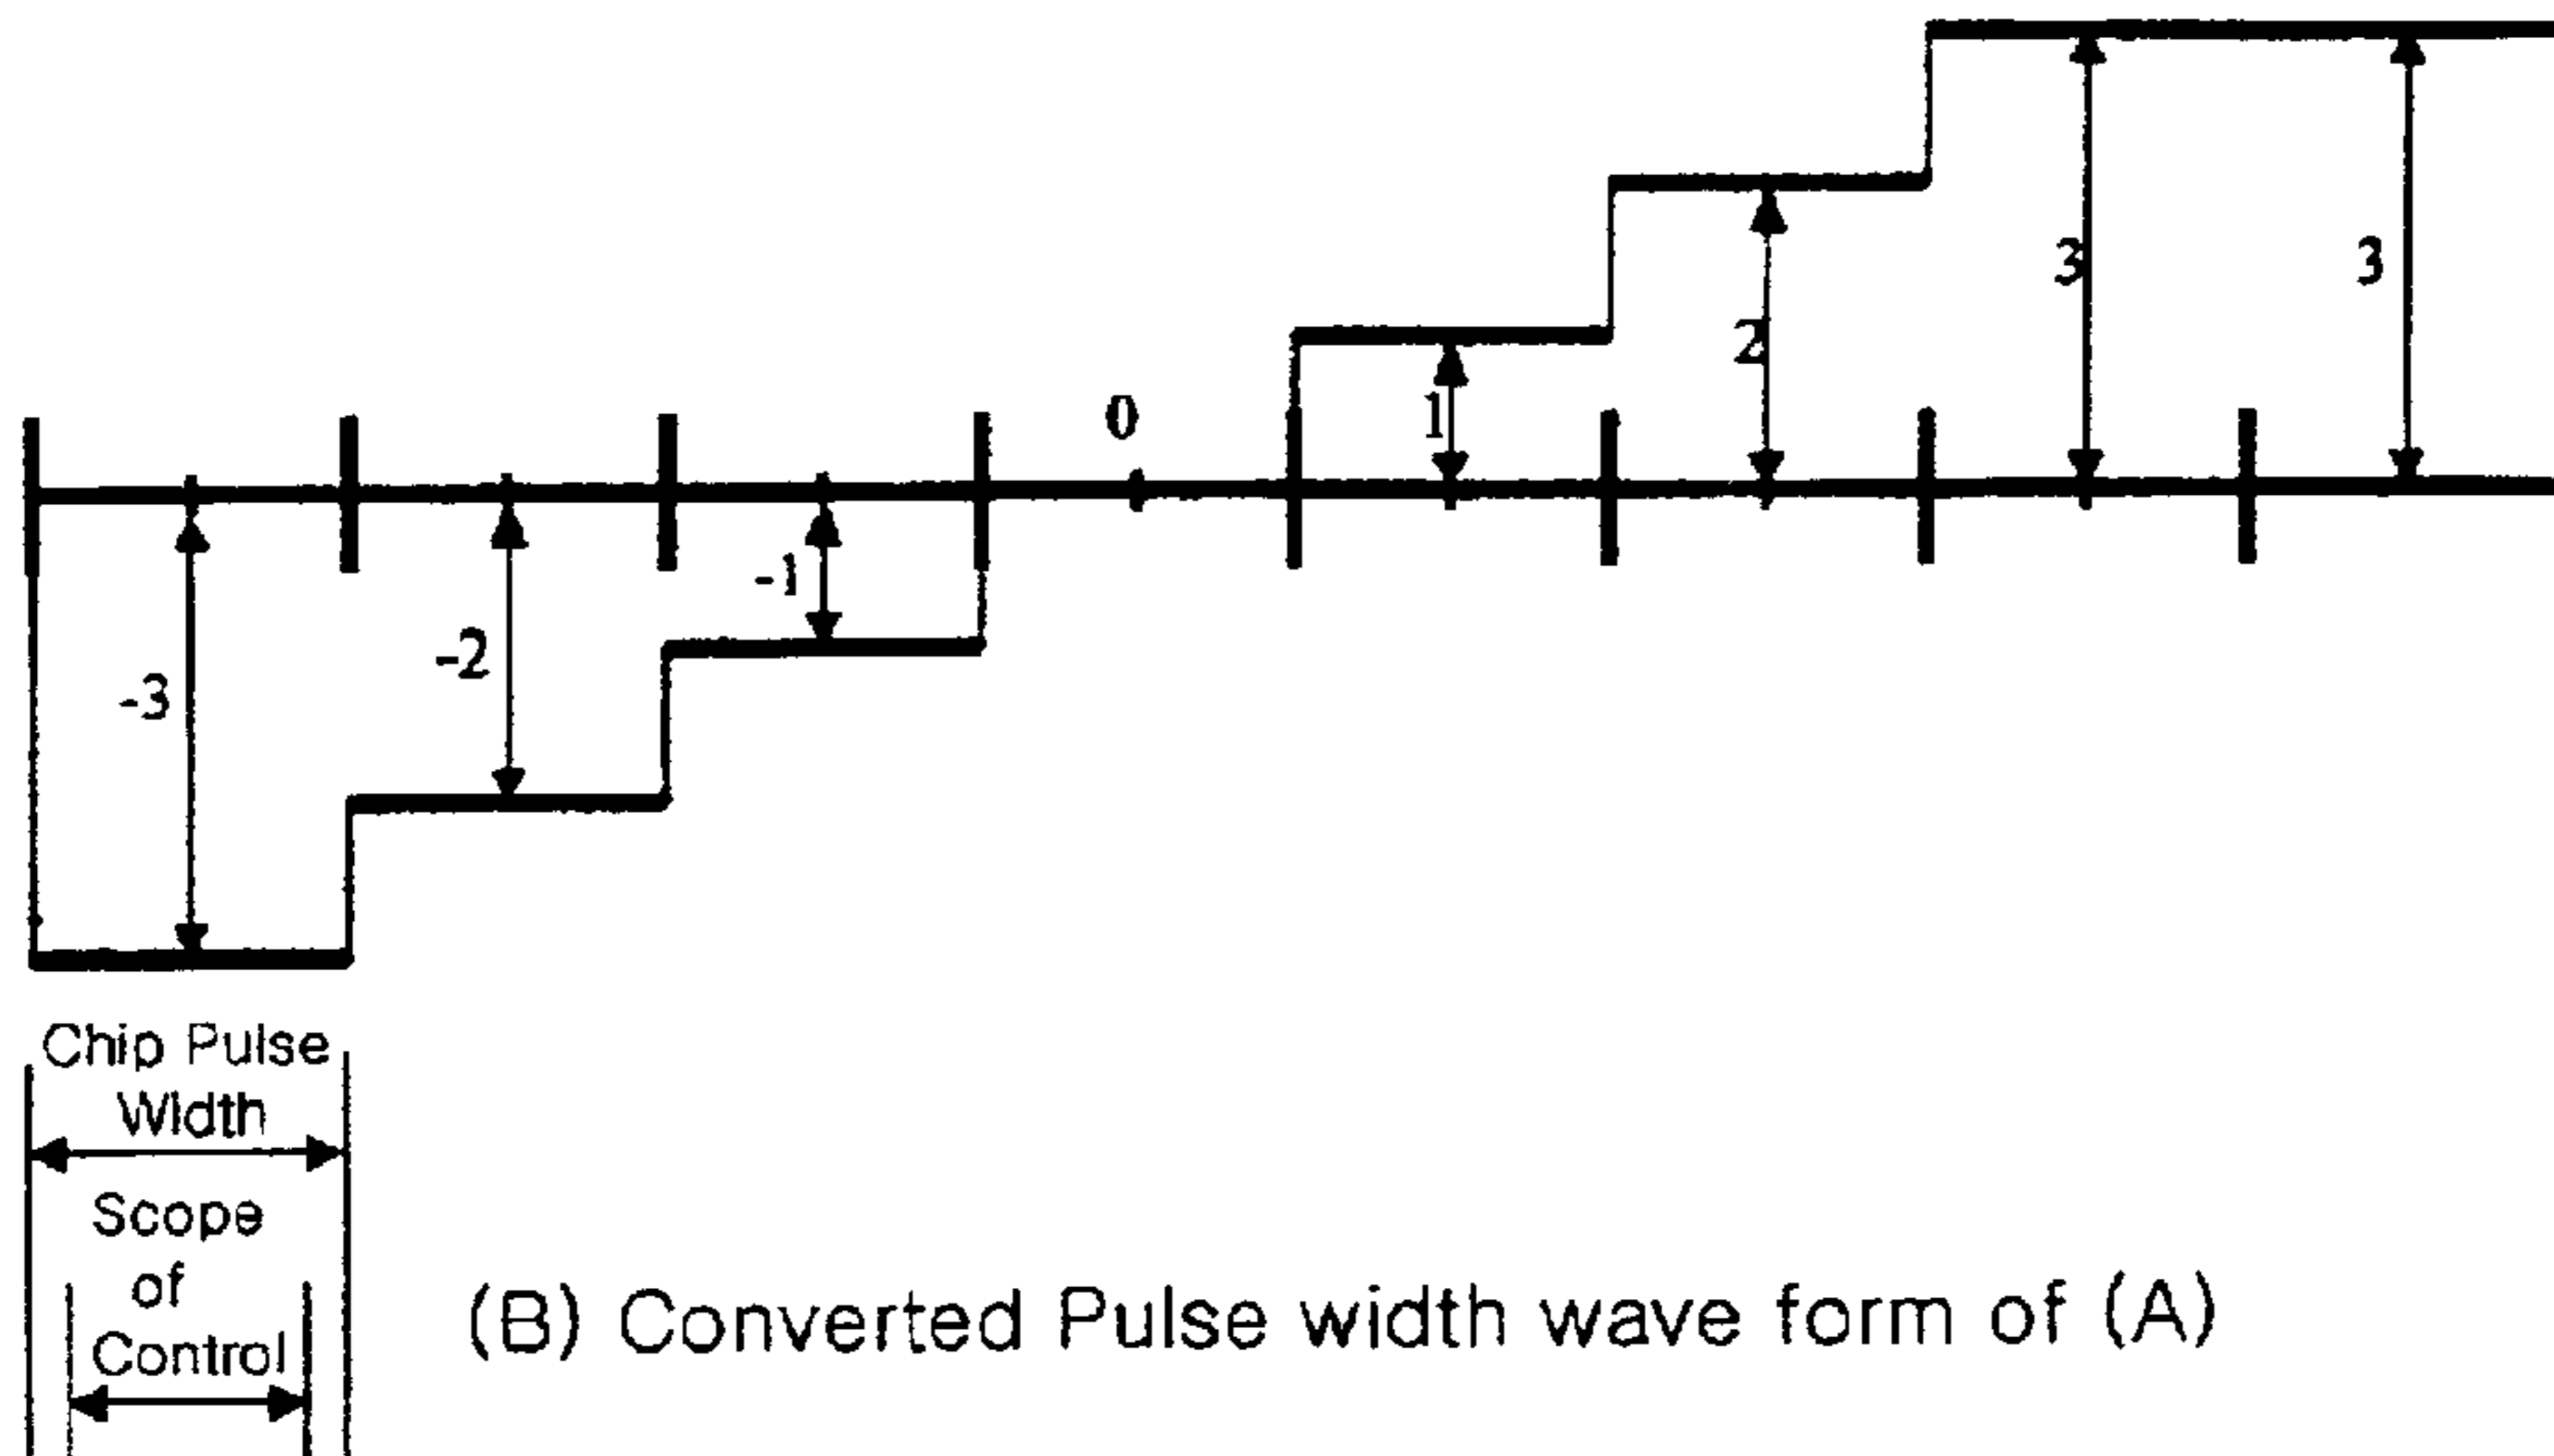 3
3
2
1
0
-1
-2
-3
Chip Pulse
Width
Scope
of
Control
(B) Converted Pulse width wave form of (A)